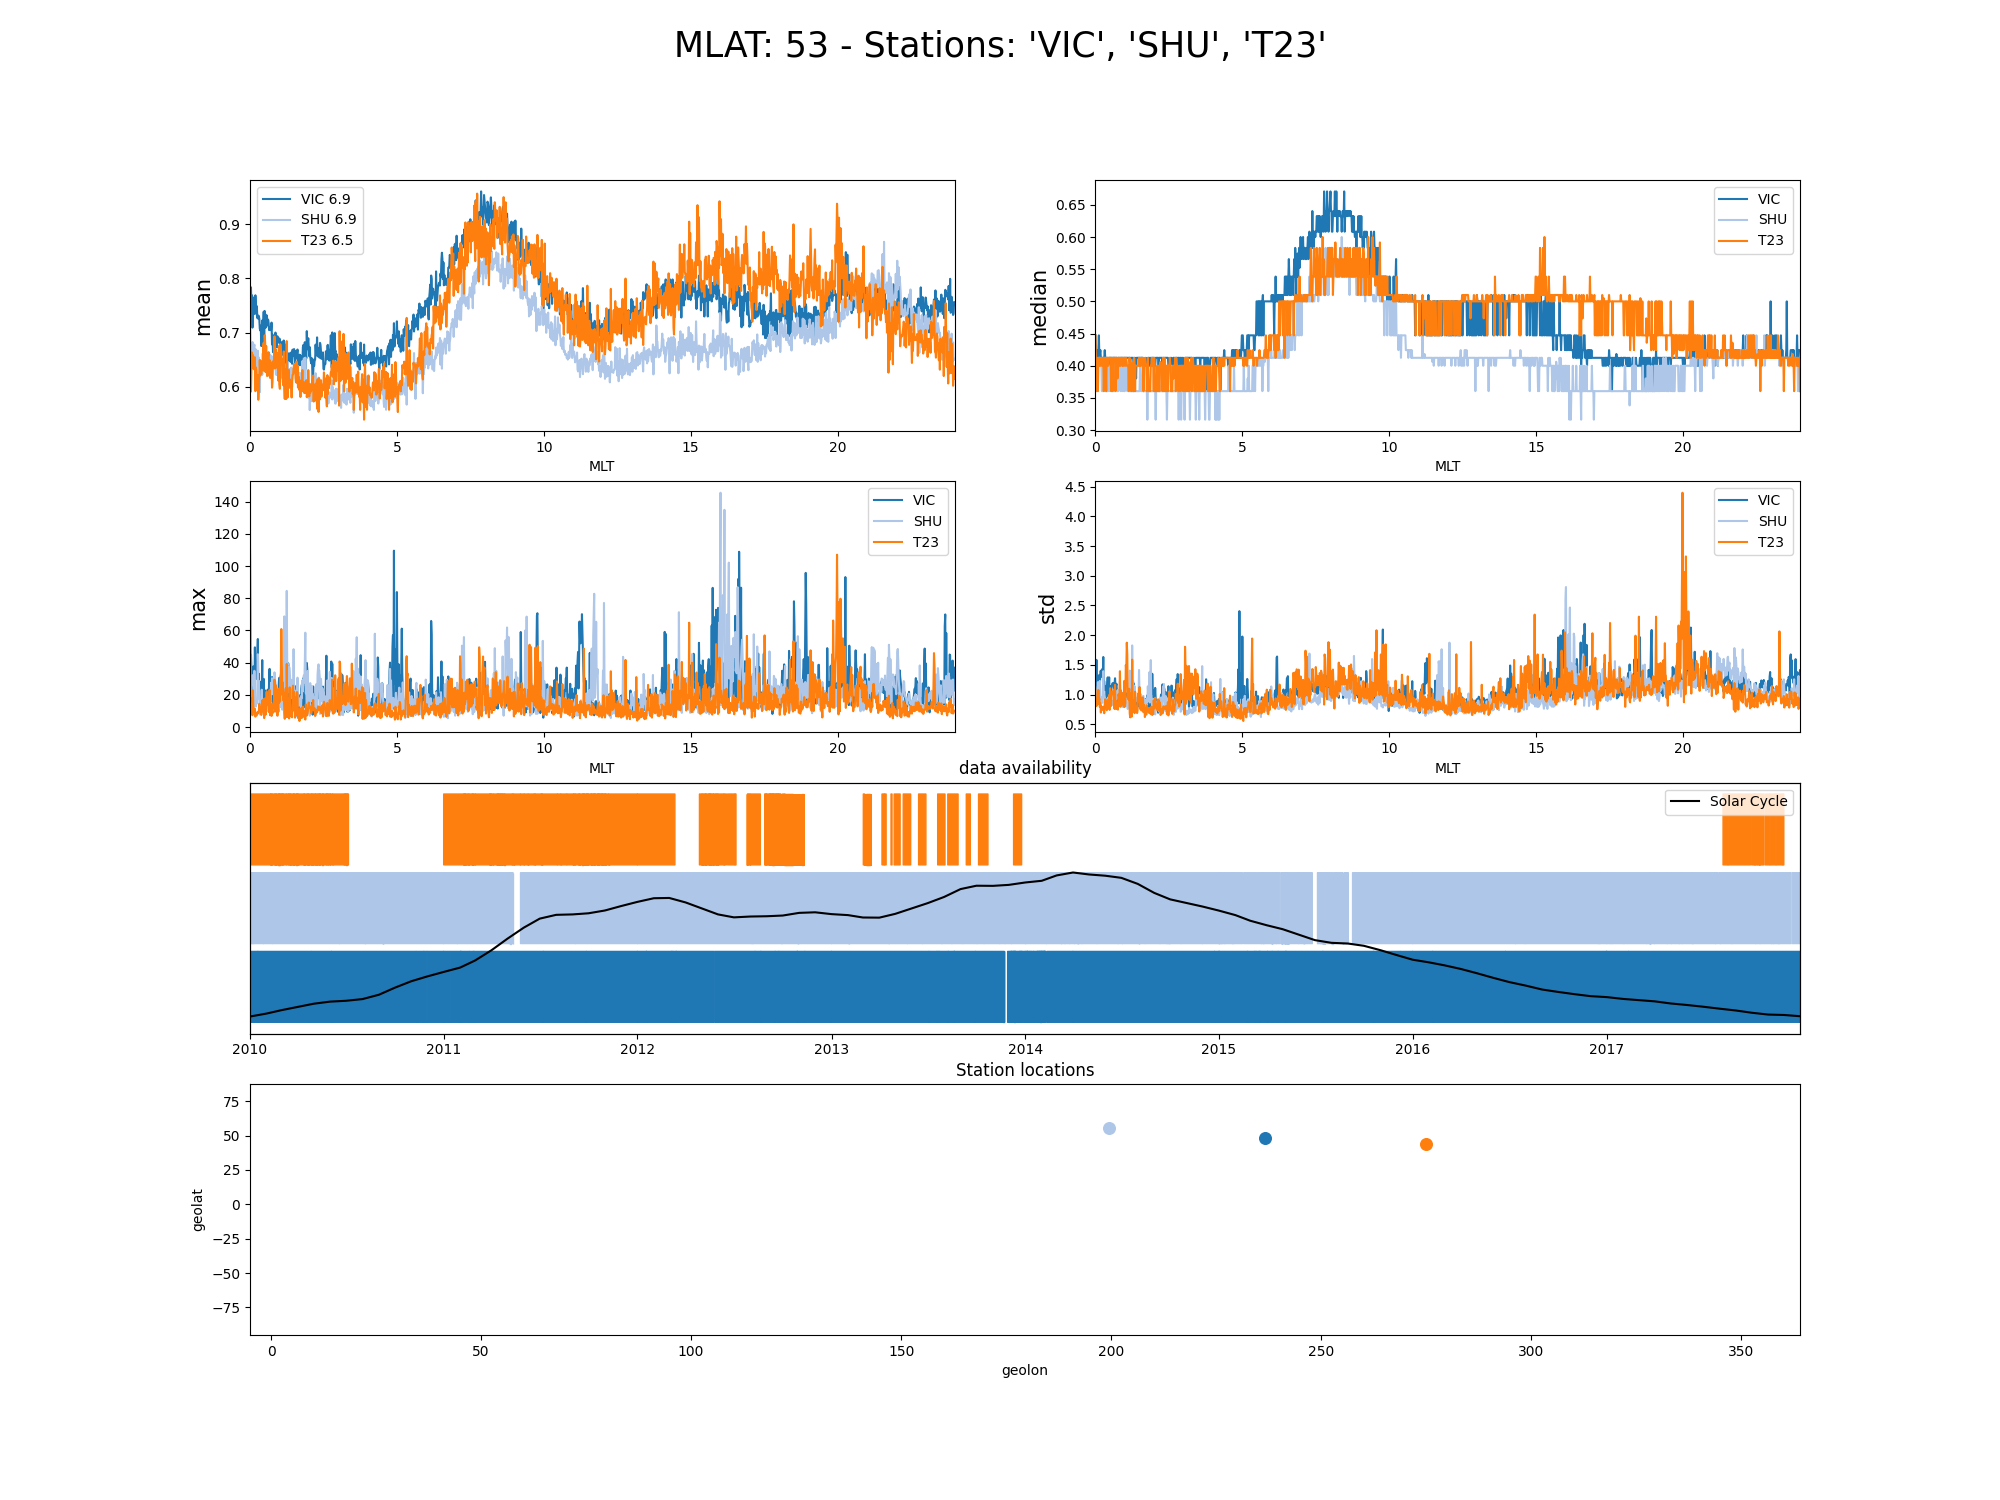 MLAT: 53 - Stations: 'VIC', 'SHU', 'T23'
mean
0.9
0.8
0.7
0.6
VIC 6.9
SHU 6.9
T23 6.5
0 5 10 15 20
MLT
median
0.65
0.60
0.55
0.50
0.45
0.40
0.35
0.30
VIC
SHU
T23
0 5 10 15 20
MLT
max
140
120
100
80
60
40
20
0
VIC
SHU
T23
0 5 10 15 20
MLT
std
4.5
4.0
3.5
3.0
2.5
2.0
1.5
1.0
0.5
VIC
SHU
T23
0 5 10 15 20
MLT
data availability
Solar Cycle
2010 2011 2012 2013 2014 2015 2016 2017
Station locations
geolat
75
50
25
0
−25
−50
−75
0 50 100 150 200 250 300 350
geolon